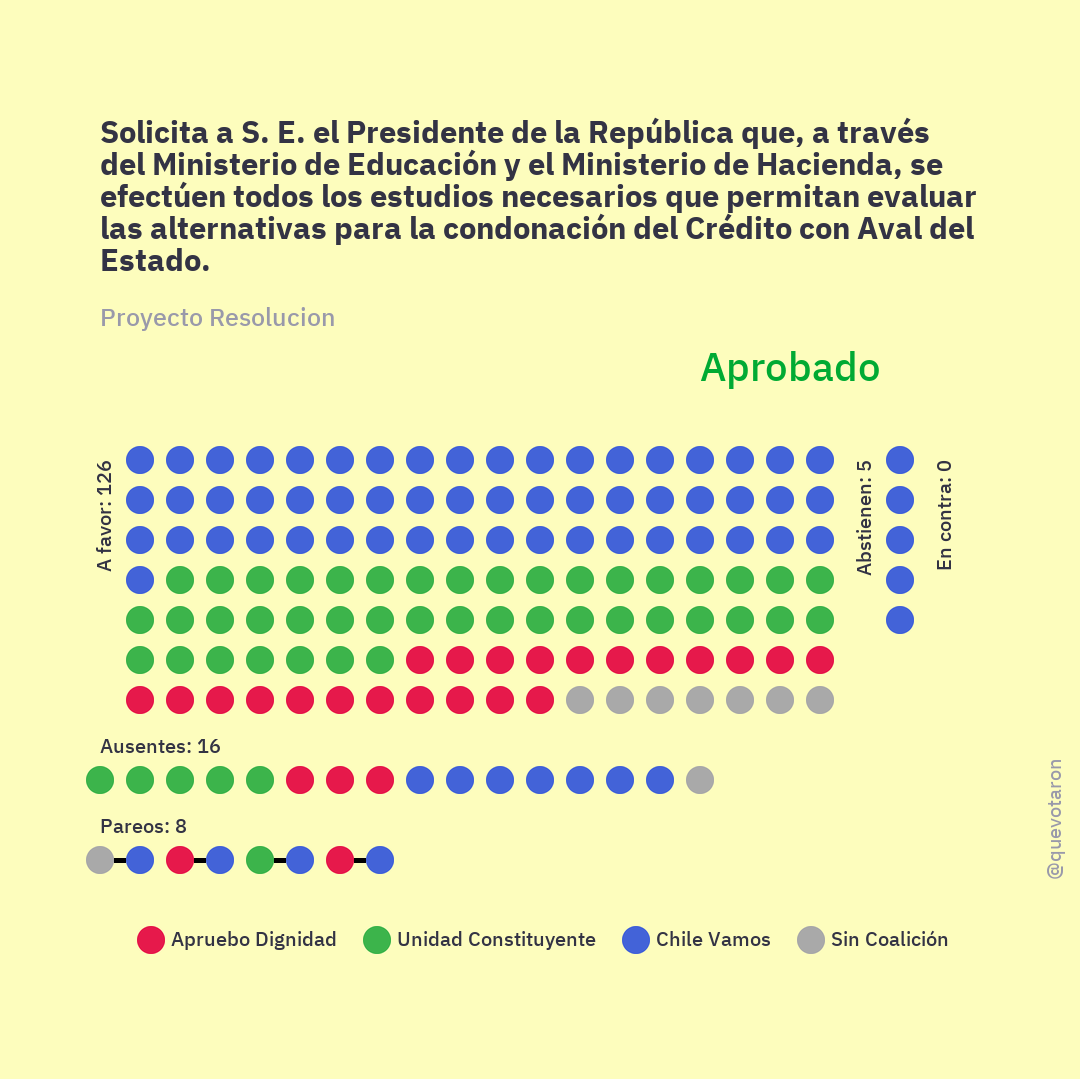 Solicita a S. E. el Presidente de la República que, a través
del Ministerio de Educación y el Ministerio de Hacienda, se
efectúen todos los estudios necesarios que permitan evaluar
las alternativas para la condonación del Crédito con Aval del
Estado.
Proyecto Resolucion
Aprobado
A favor: 126
Abstienen: 5
En contra: 0
Ausentes: 16
Pareos: 8
@quevotaron
Apruebo Dignidad
Unidad Constituyente
Chile Vamos
Sin Coalición